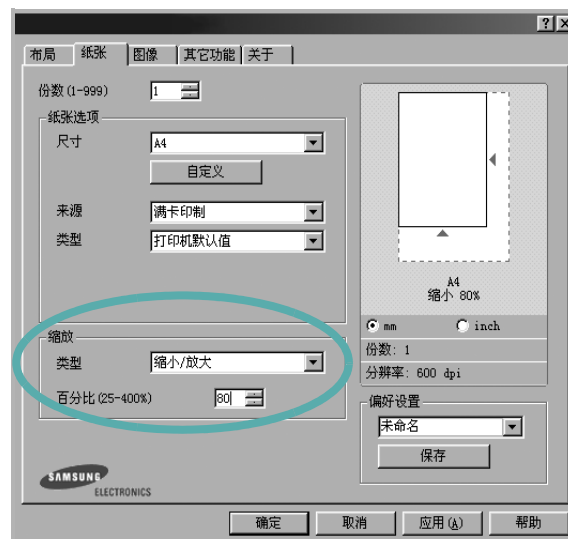 布局 纸张 图像 其它功能 关于
份数(1-999) 1
纸张选项
尺寸 A4
自定义
来源 满卡印制
类型 打印机默认值
A4
缩小 80%
mm inch
份数: 1
分辨率: 600 dpi
缩放
类型 缩小/放大
百分比(25-400%) 80
偏好设置
未命名
保存
SAMSUNG
ELECTRONICS
确定 取消 应用(A) 帮助